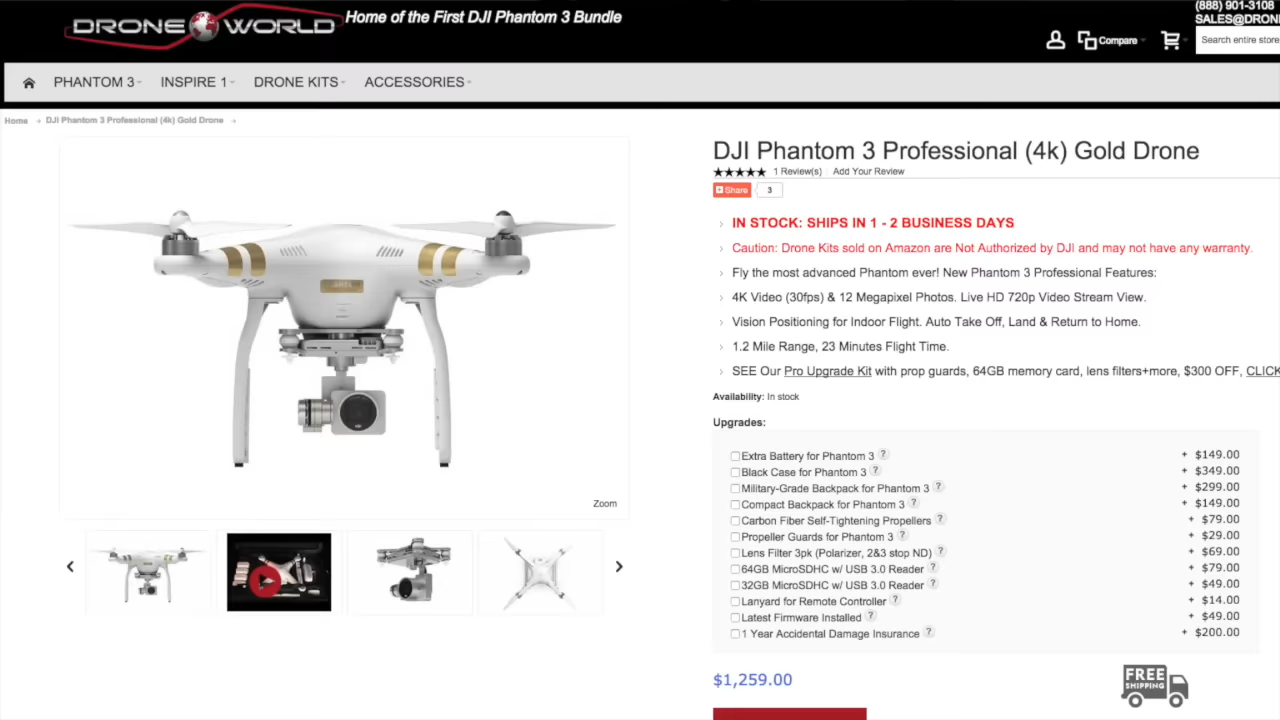 DRONE WORLD
Home of the First DJI Phantom 3 Bundle
(888) 901-3108
SALES@DRON
Compare
Search entire store
PHANTOM 3
INSPIRE 1
DRONE KITS
ACCESSORIES
Home
DJI Phantom 3 Professional (4k) Gold Drone
DJI Phantom 3 Professional (4k) Gold Drone
1 Review(s) | Add Your Review
Share 3
IN STOCK: SHIPS IN 1 - 2 BUSINESS DAYS
Caution: Drone Kits sold on Amazon are Not Authorized by DJI and may not have any warranty.
Fly the most advanced Phantom ever! New Phantom 3 Professional Features:
4K Video (30fps) & 12 Megapixel Photos. Live HD 720p Video Stream View.
Vision Positioning for Indoor Flight. Auto Take Off, Land & Return to Home.
1.2 Mile Range, 23 Minutes Flight Time.
SEE Our Pro Upgrade Kit with prop guards, 64GB memory card, lens filters+more, $300 OFF, CLICK
Availability: In stock
Upgrades:
Extra Battery for Phantom 3 ? + $149.00
Black Case for Phantom 3 ? + $349.00
Military-Grade Backpack for Phantom 3 ? + $299.00
Compact Backpack for Phantom 3 ? + $149.00
Carbon Fiber Self-Tightening Propellers ? + $79.00
Propeller Guards for Phantom 3 ? + $29.00
Lens Filter 3pk (Polarizer, 2&3 stop ND) ? + $69.00
64GB MicroSDHC w/ USB 3.0 Reader ? + $79.00
32GB MicroSDHC w/ USB 3.0 Reader ? + $49.00
Lanyard for Remote Controller ? + $14.00
Latest Firmware Installed ? + $49.00
1 Year Accidental Damage Insurance ? + $200.00
Zoom
$1,259.00
FREE
SHIPPING